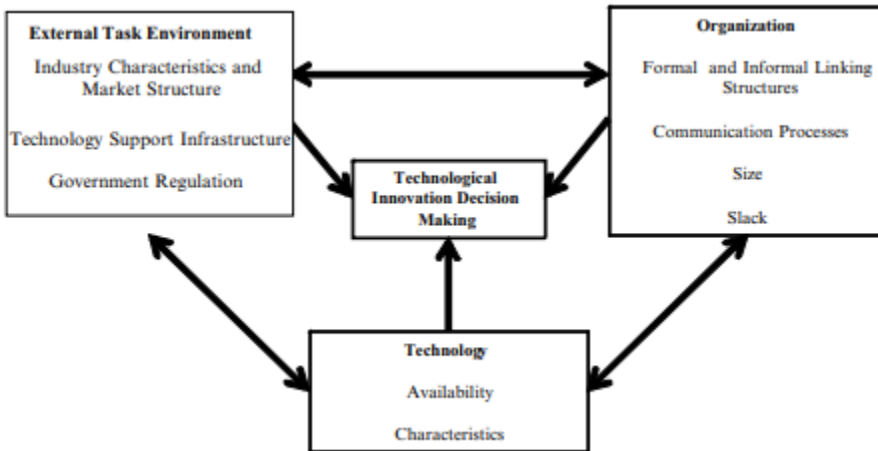 External Task Environment
Industry Characteristics and
Market Structure
Technology Support Infrastructure
Government Regulation
Organization
Formal and Informal Linking
Structures
Communication Processes
Size
Slack
Technological
Innovation Decision
Making
Technology
Availability
Characteristics